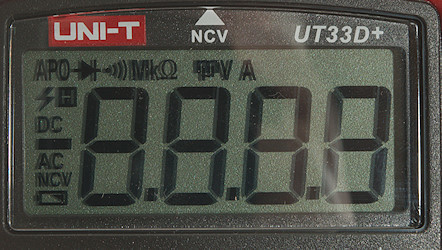 UNI-T NCV UT33D+
APO MkΩ V A
DC
8.8.8.8
AC
NCV